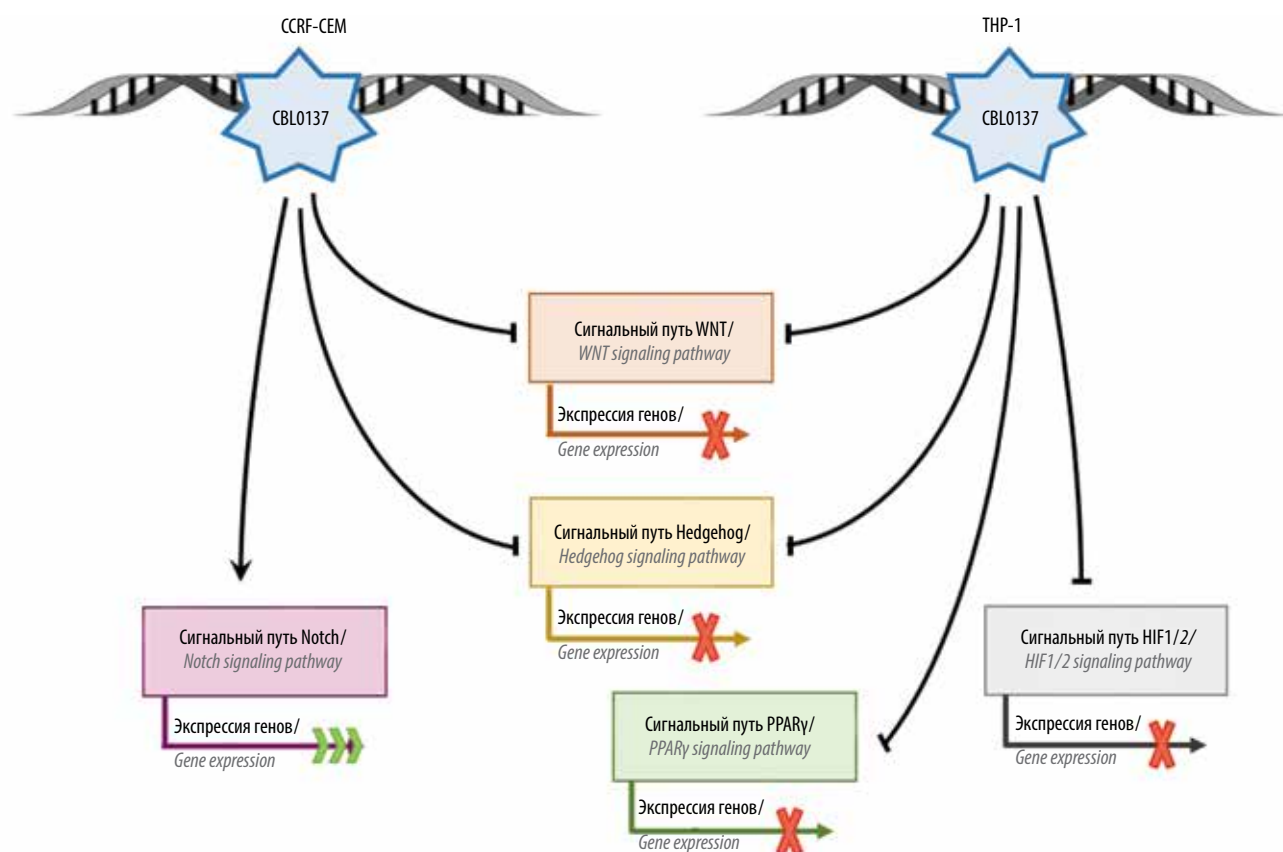 CCRF-CEM
THP-1
CBL0137
CBL0137
Сигнальный путь WNT/
WNT signaling pathway
Экспрессия генов/
Gene expression
Сигнальный путь Hedgehog/
Hedgehog signaling pathway
Экспрессия генов/
Gene expression
Сигнальный путь Notch/
Notch signaling pathway
Экспрессия генов/
Gene expression
Сигнальный путь HIF1/2/
HIF1/2 signaling pathway
Экспрессия генов/
Gene expression
Сигнальный путь PPARγ/
PPARγ signaling pathway
Экспрессия генов/
Gene expression